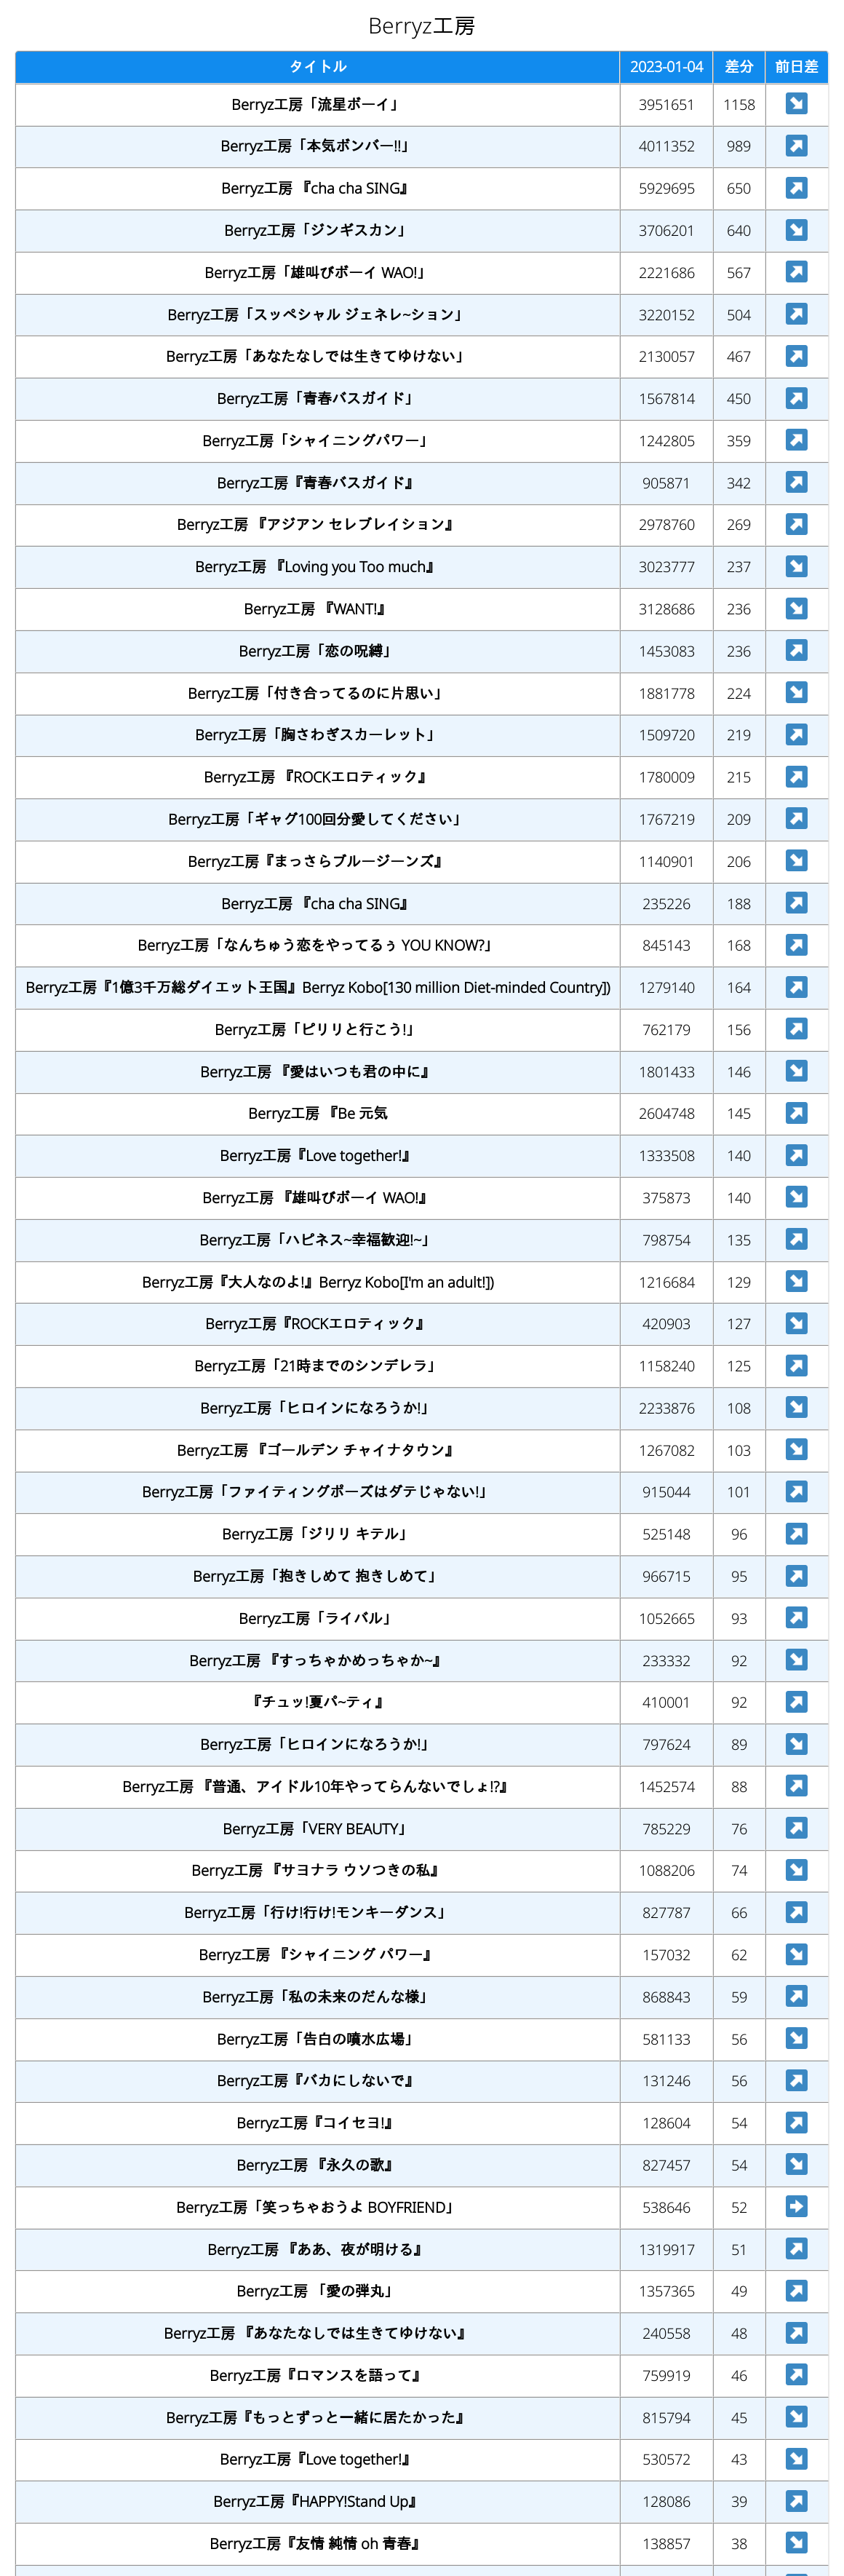 Berryz工房
タイトル 2023-01-04 差分 前日差
Berryz工房「流星ボーイ」 3951651 1158 ↘
Berryz工房「本気ボンバー!!」 4011352 989 ↗
Berryz工房 『cha cha SING』 5929695 650 ↗
Berryz工房「ジンギスカン」 3706201 640 ↘
Berryz工房「雄叫びボーイ WAO!」 2221686 567 ↗
Berryz工房「スッペシャル ジェネレ~ション」 3220152 504 ↗
Berryz工房「あなたなしでは生きてゆけない」 2130057 467 ↗
Berryz工房「青春バスガイド」 1567814 450 ↗
Berryz工房「シャイニングパワー」 1242805 359 ↗
Berryz工房『青春バスガイド』 905871 342 ↗
Berryz工房 『アジアン セレブレイション』 2978760 269 ↗
Berryz工房 『Loving you Too much』 3023777 237 ↘
Berryz工房 『WANT!』 3128686 236 ↘
Berryz工房「恋の呪縛」 1453083 236 ↗
Berryz工房「付き合ってるのに片思い」 1881778 224 ↘
Berryz工房「胸さわぎスカーレット」 1509720 219 ↗
Berryz工房 『ROCKエロティック』 1780009 215 ↗
Berryz工房「ギャグ100回分愛してください」 1767219 209 ↗
Berryz工房『まっさらブルージーンズ』 1140901 206 ↘
Berryz工房 『cha cha SING』 235226 188 ↗
Berryz工房「なんちゅう恋をやってるぅ YOU KNOW?」 845143 168 ↗
Berryz工房『1億3千万総ダイエット王国』Berryz Kobo[130 million Diet-minded Country]) 1279140 164 ↗
Berryz工房「ピリリと行こう!」 762179 156 ↗
Berryz工房 『愛はいつも君の中に』 1801433 146 ↘
Berryz工房 『Be 元気 2604748 145 ↗
Berryz工房『Love together!』 1333508 140 ↗
Berryz工房 『雄叫びボーイ WAO!』 375873 140 ↘
Berryz工房「ハピネス~幸福歓迎!~」 798754 135 ↗
Berryz工房『大人なのよ!』Berryz Kobo[I'm an adult!]) 1216684 129 ↘
Berryz工房『ROCKエロティック』 420903 127 ↘
Berryz工房「21時までのシンデレラ」 1158240 125 ↗
Berryz工房「ヒロインになろうか!」 2233876 108 ↘
Berryz工房 『ゴールデン チャイナタウン』 1267082 103 ↘
Berryz工房「ファイティングポーズはダテじゃない!」 915044 101 ↗
Berryz工房「ジリリ キテル」 525148 96 ↗
Berryz工房「抱きしめて 抱きしめて」 966715 95 ↗
Berryz工房「ライバル」 1052665 93 ↗
Berryz工房 『すっちゃかめっちゃか~』 233332 92 ↘
『チュッ!夏パ~ティ』 410001 92 ↗
Berryz工房「ヒロインになろうか!」 797624 89 ↘
Berryz工房 『普通、アイドル10年やってらんないでしょ!?』 1452574 88 ↗
Berryz工房「VERY BEAUTY」 785229 76 ↗
Berryz工房 『サヨナラ ウソつきの私』 1088206 74 ↘
Berryz工房「行け!行け!モンキーダンス」 827787 66 ↗
Berryz工房 『シャイニング パワー』 157032 62 ↘
Berryz工房「私の未来のだんな様」 868843 59 ↗
Berryz工房「告白の噴水広場」 581133 56 ↘
Berryz工房『バカにしないで』 131246 56 ↗
Berryz工房『コイセヨ!』 128604 54 ↗
Berryz工房 『永久の歌』 827457 54 ↘
Berryz工房「笑っちゃおうよ BOYFRIEND」 538646 52 ➡
Berryz工房 『ああ、夜が明ける』 1319917 51 ↗
Berryz工房 「愛の弾丸」 1357365 49 ↗
Berryz工房 『あなたなしでは生きてゆけない』 240558 48 ↗
Berryz工房『ロマンスを語って』 759919 46 ↗
Berryz工房『もっとずっと一緒に居たかった』 815794 45 ↘
Berryz工房『Love together!』 530572 43 ↘
Berryz工房『HAPPY!Stand Up』 128086 39 ↗
Berryz工房『友情 純情 oh 青春』 138857 38 ↘